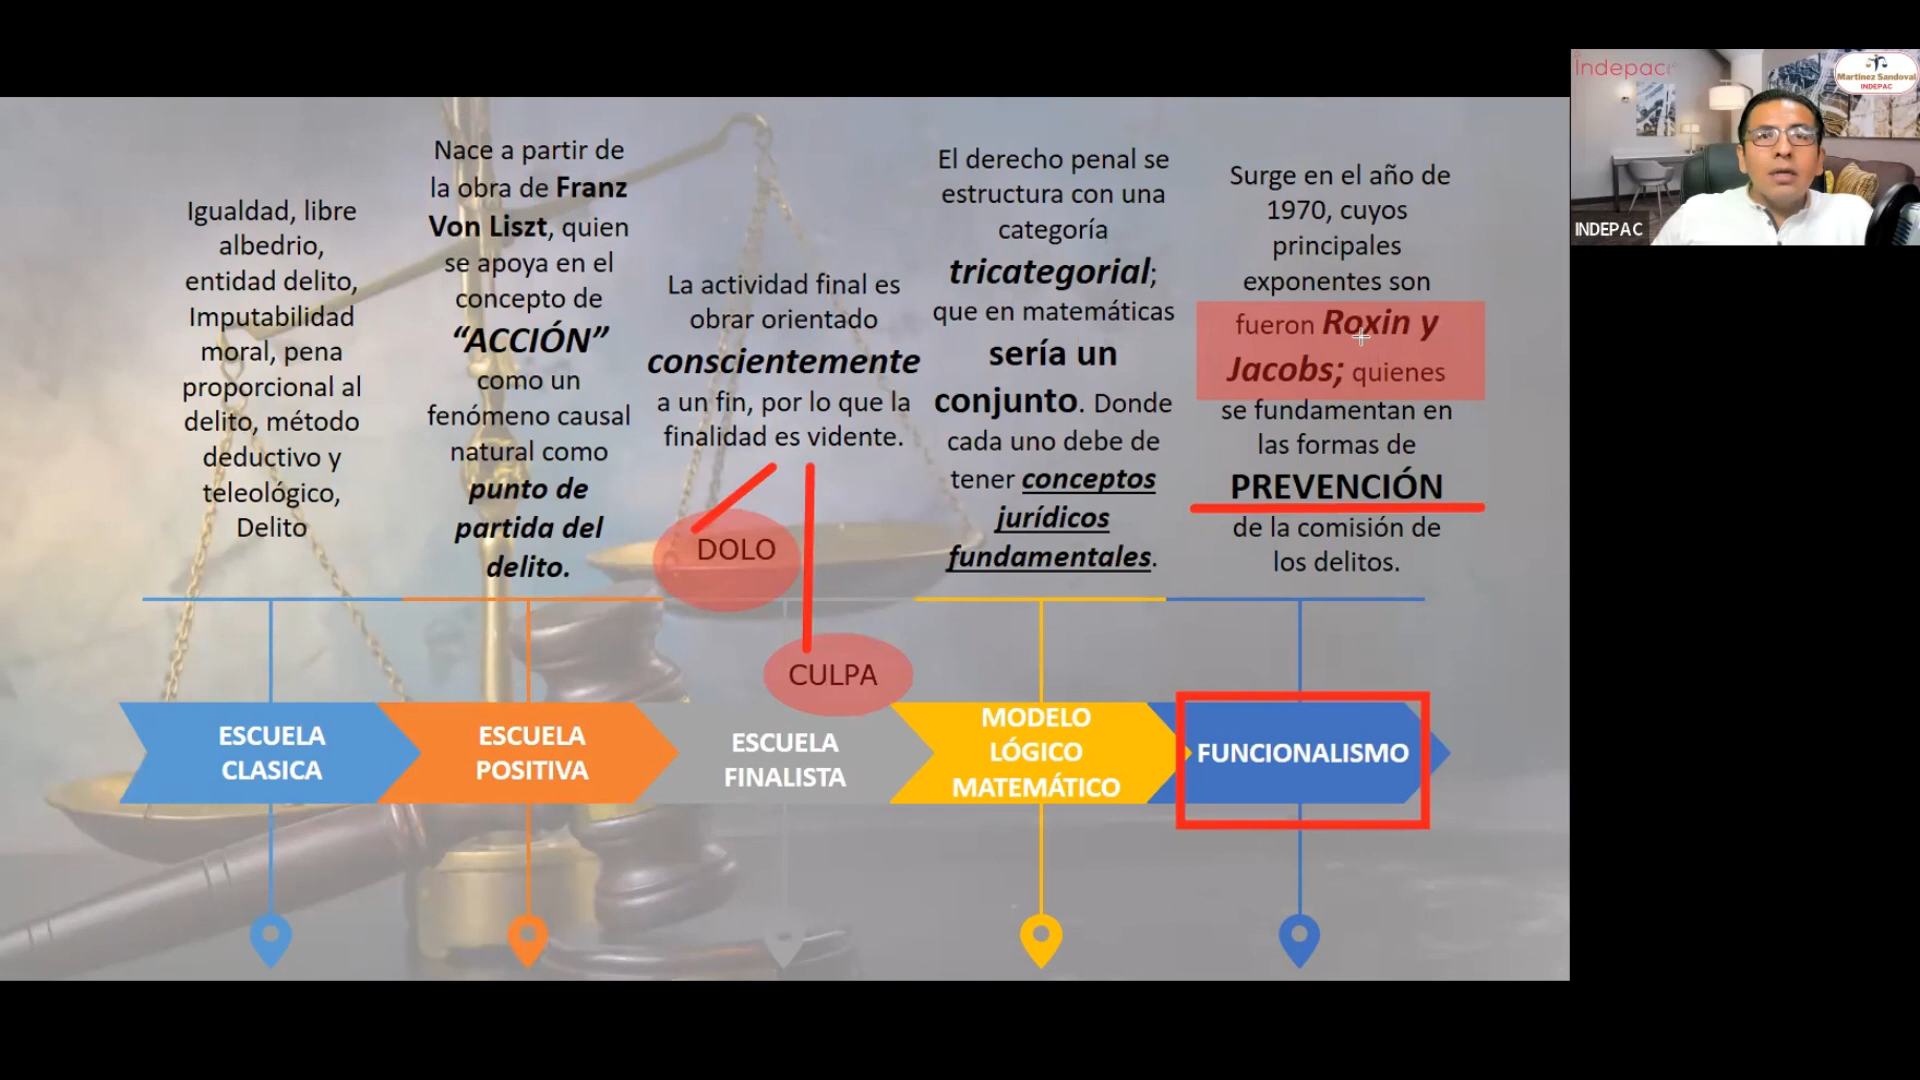 Igualdad, libre
albedrio,
entidad delito,
Imputabilidad
moral, pena
proporcional al
delito, método
deductivo y
teleológico,
Delito
Nace a partir de
la obra de Franz
Von Liszt, quien
se apoya en el
concepto de
“ACCIÓN”
como un
fenómeno causal
natural como
punto de
partida del
delito.
La actividad final es
obrar orientado
conscientemente
a un fin, por lo que la
finalidad es vidente.
DOLO
CULPA
El derecho penal se
estructura con una
categoría
tricategorial;
que en matemáticas
sería un
conjunto. Donde
cada uno debe de
tener conceptos
jurídicos
fundamentales.
Surge en el año de
1970, cuyos
principales
exponentes son
fueron Roxin y
Jacobs; quienes
se fundamentan en
las formas de
PREVENCIÓN
de la comisión de
los delitos.
ESCUELA
CLASICA
ESCUELA
POSITIVA
ESCUELA
FINALISTA
MODELO
LÓGICO
MATEMÁTICO
FUNCIONALISMO
Indepac
Martínez Sandoval
INDEPAC
INDEPAC